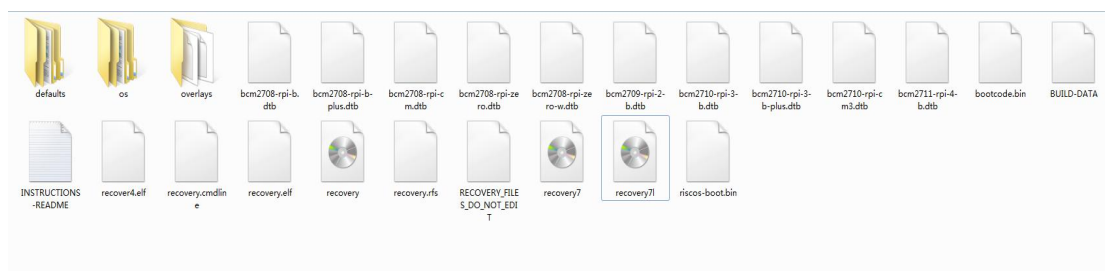 defaults
os
overlays
bcm2708-rpi-b.
dtb
bcm2708-rpi-b-
plus.dtb
bcm2708-rpi-c
m.dtb
bcm2708-rpi-ze
ro.dtb
bcm2708-rpi-ze
ro-w.dtb
bcm2709-rpi-2-
b.dtb
bcm2710-rpi-3-
b.dtb
bcm2710-rpi-3-
b-plus.dtb
bcm2710-rpi-c
m3.dtb
bcm2711-rpi-4-
b.dtb
bootcode.bin
BUILD-DATA
INSTRUCTIONS
-README
recover4.elf
recovery.cmdlin
e
recovery.elf
recovery
recovery.rfs
RECOVERY_FILE
S_DO_NOT_EDI
T
recovery7
recovery7l
riscos-boot.bin